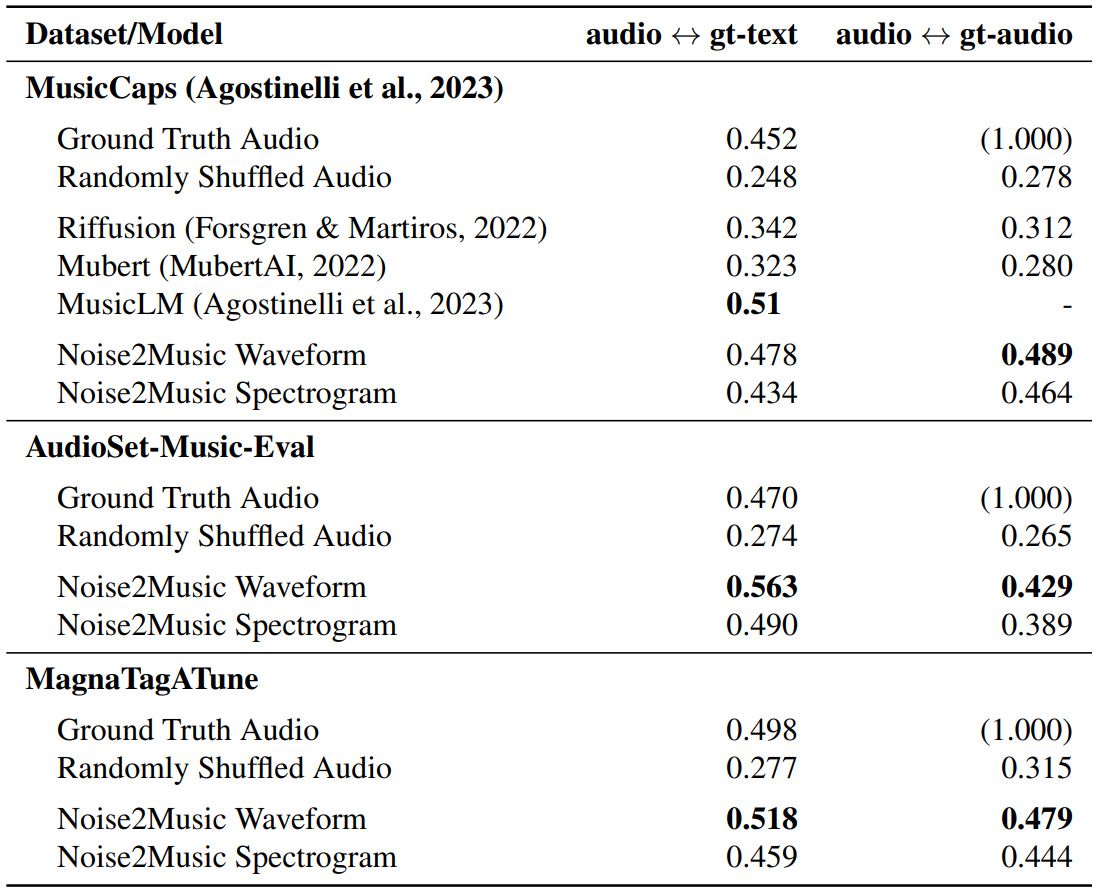 Dataset/Model audio ↔ gt-text audio ↔ gt-audio
MusicCaps (Agostinelli et al., 2023)
Ground Truth Audio 0.452 (1.000)
Randomly Shuffled Audio 0.248 0.278
Riffusion (Forsgren & Martiros, 2022) 0.342 0.312
Mubert (MubertAI, 2022) 0.323 0.280
MusicLM (Agostinelli et al., 2023) 0.51 -
Noise2Music Waveform 0.478 0.489
Noise2Music Spectrogram 0.434 0.464
AudioSet-Music-Eval
Ground Truth Audio 0.470 (1.000)
Randomly Shuffled Audio 0.274 0.265
Noise2Music Waveform 0.563 0.429
Noise2Music Spectrogram 0.490 0.389
MagnaTagATune
Ground Truth Audio 0.498 (1.000)
Randomly Shuffled Audio 0.277 0.315
Noise2Music Waveform 0.518 0.479
Noise2Music Spectrogram 0.459 0.444